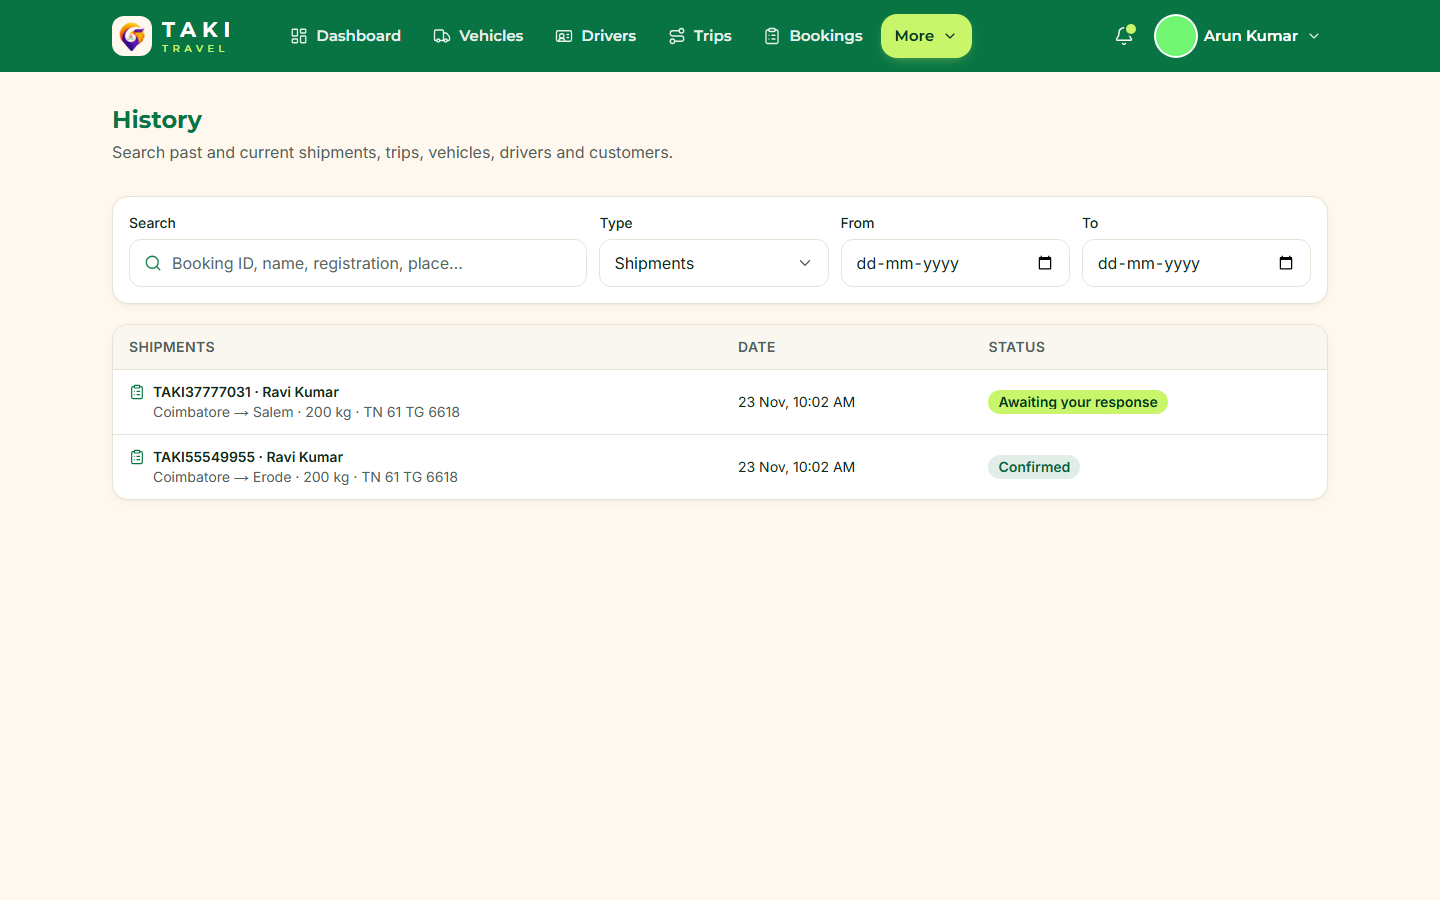 TAKI
TRAVEL
Dashboard
Vehicles
Drivers
Trips
Bookings
More
Arun Kumar
History
Search past and current shipments, trips, vehicles, drivers and customers.
Search
Type
From
To
Booking ID, name, registration, place...
Shipments
dd-mm-yyyy
dd-mm-yyyy
SHIPMENTS
DATE
STATUS
TAKI37777031 · Ravi Kumar
Coimbatore → Salem · 200 kg · TN 61 TG 6618
23 Nov, 10:02 AM
Awaiting your response
TAKI55549955 · Ravi Kumar
Coimbatore → Erode · 200 kg · TN 61 TG 6618
23 Nov, 10:02 AM
Confirmed